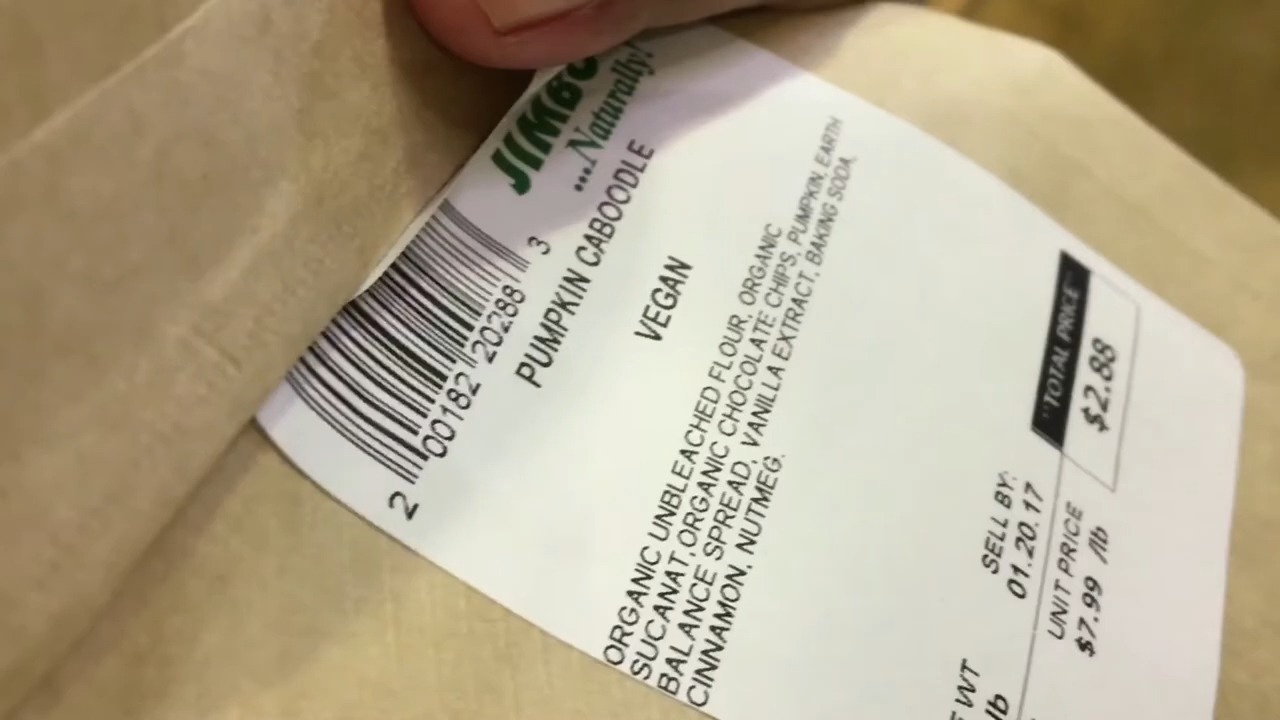 JIMBO
...Naturally!
PUMPKIN CABOODLE
VEGAN
ORGANIC UNBLEACHED FLOUR, ORGANIC
SUCANAT, ORGANIC CHOCOLATE CHIPS, PUMPKIN, EARTH
BALANCE SPREAD, VANILLA EXTRACT, BAKING SODA,
CINNAMON, NUTMEG.
2 00182 20288 3
SELL BY:
01.20.17
TOTAL PRICE
$2.88
UNIT PRICE
$7.99 /lb
WT
lb